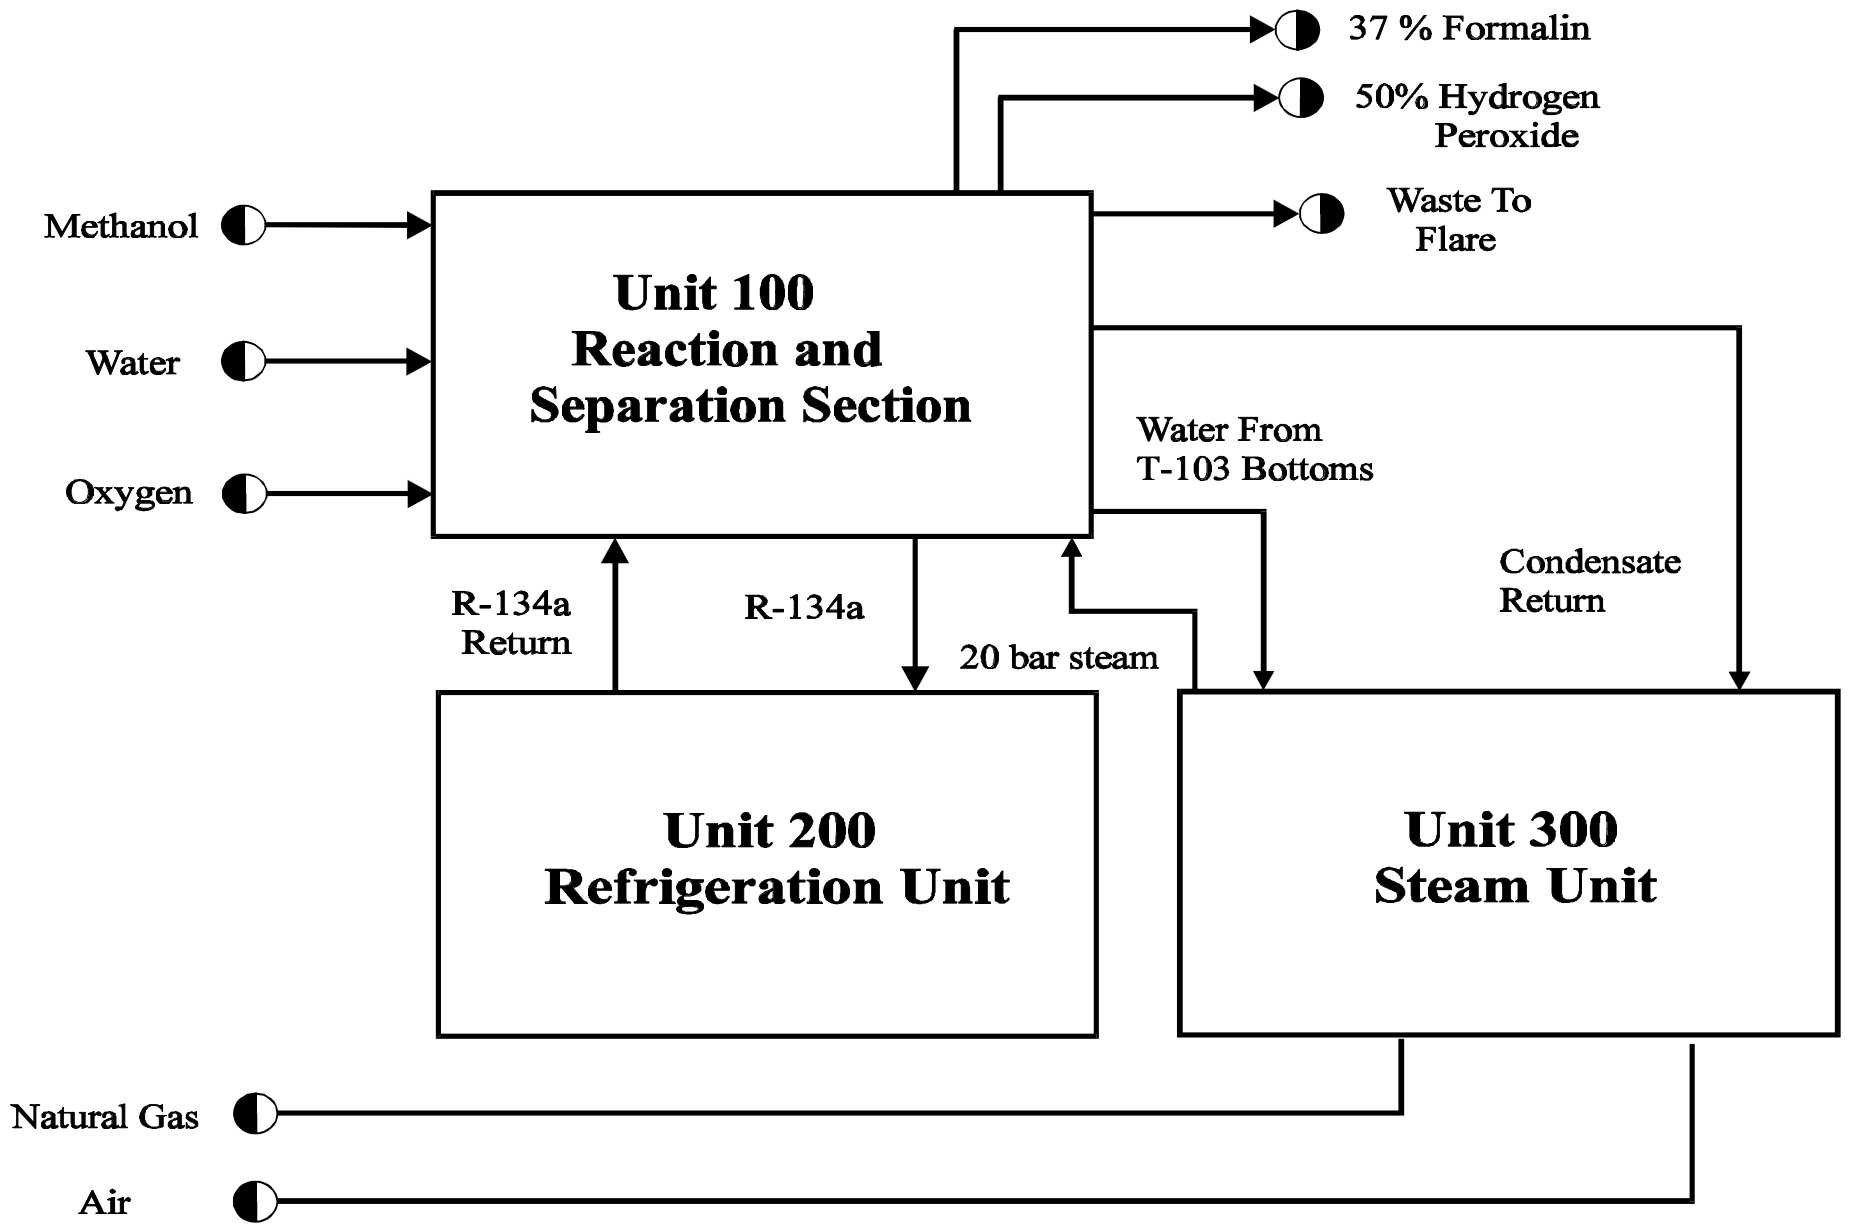 37 % Formalin
50% Hydrogen
Peroxide
Methanol
Waste To
Flare
Unit 100
Reaction and
Separation Section
Water
Oxygen
Water From
T-103 Bottoms
Condensate
Return
R-134a
Return
R-134a
20 bar steam
Unit 200
Refrigeration Unit
Unit 300
Steam Unit
Natural Gas
Air